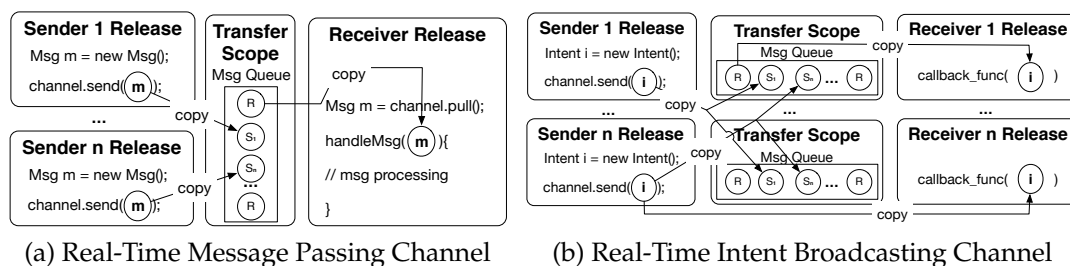 Sender 1 Release
Msg m = new Msg();
channel.send( m );
copy
...
Sender n Release
Msg m = new Msg();
channel.send( m );
copy
Transfer
Scope
Msg Queue
R
S1
Sn
...
R
Receiver Release
copy
Msg m = channel.pull();
handleMsg( m ){
// msg processing
}
(a) Real-Time Message Passing Channel
Sender 1 Release
Intent i = new Intent();
channel.send( i );
copy
...
Sender n Release
Intent i = new Intent();
channel.send( i );
copy
Transfer Scope
Msg Queue
R S1 Sn ... R
...
Transfer Scope
Msg Queue
R S1 Sn ... R
copy
Receiver 1 Release
callback_func( i )
...
Receiver n Release
callback_func( i )
copy
(b) Real-Time Intent Broadcasting Channel